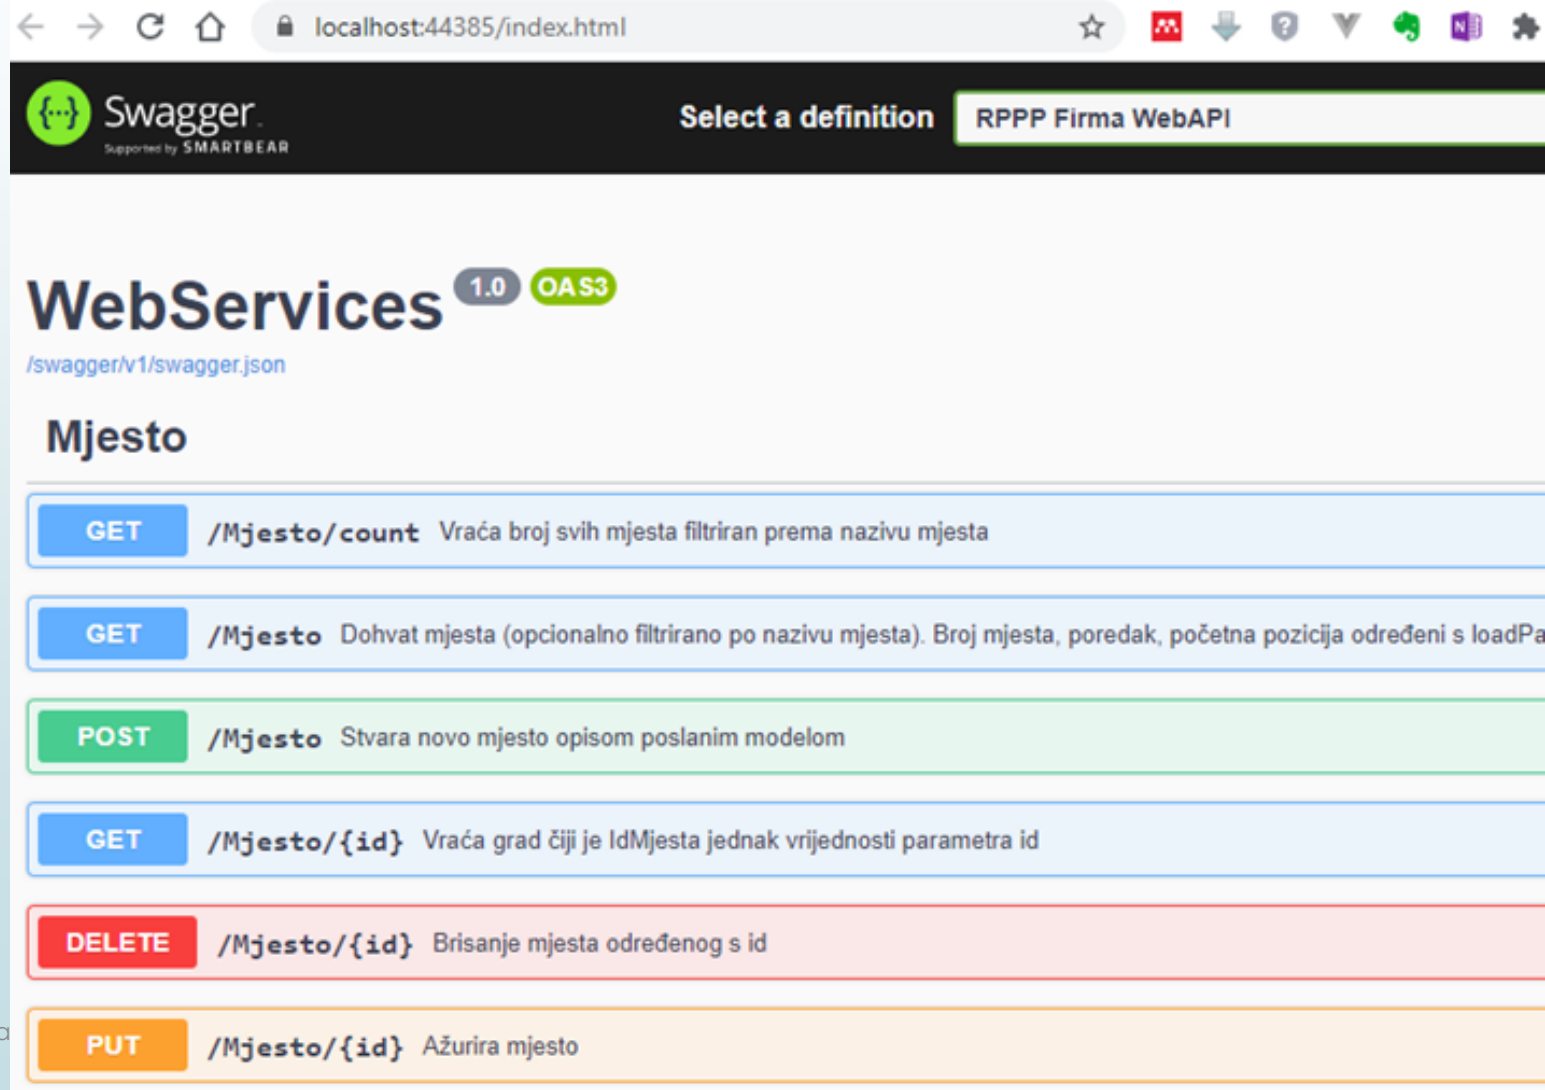 localhost:44385/index.html
Swagger.
Supported by SMARTBEAR
Select a definition
RPPP Firma WebAPI
WebServices 1.0 OAS3
/swagger/v1/swagger.json
Mjesto
GET /Mjesto/count Vraća broj svih mjesta filtriran prema nazivu mjesta
GET /Mjesto Dohvat mjesta (opcionalno filtrirano po nazivu mjesta). Broj mjesta, poredak, početna pozicija određeni s loadPa
POST /Mjesto Stvara novo mjesto opisom poslanim modelom
GET /Mjesto/{id} Vraća grad čiji je IdMjesta jednak vrijednosti parametra id
DELETE /Mjesto/{id} Brisanje mjesta određenog s id
PUT /Mjesto/{id} Ažurira mjesto